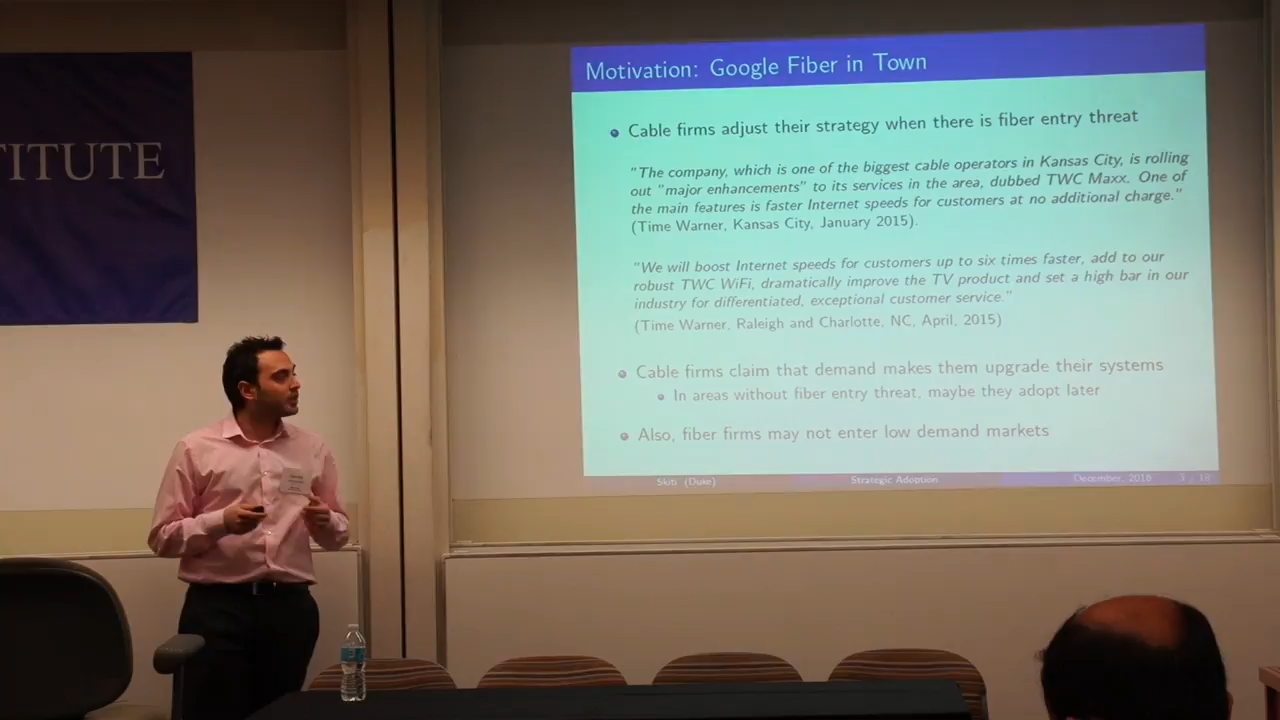 TITUTE
Motivation: Google Fiber in Town
Cable firms adjust their strategy when there is fiber entry threat
"The company, which is one of the biggest cable operators in Kansas City, is rolling
out "major enhancements" to its services in the area, dubbed TWC Maxx. One of
the main features is faster Internet speeds for customers at no additional charge."
(Time Warner, Kansas City, January 2015).
"We will boost Internet speeds for customers up to six times faster, add to our
robust TWC WiFi, dramatically improve the TV product and set a high bar in our
industry for differentiated, exceptional customer service."
(Time Warner, Raleigh and Charlotte, NC, April, 2015)
Cable firms claim that demand makes them upgrade their systems
In areas without fiber entry threat, maybe they adopt later
Also, fiber firms may not enter low demand markets
Skiti (Duke)
Strategic Adoption
December, 2016
3 / 18